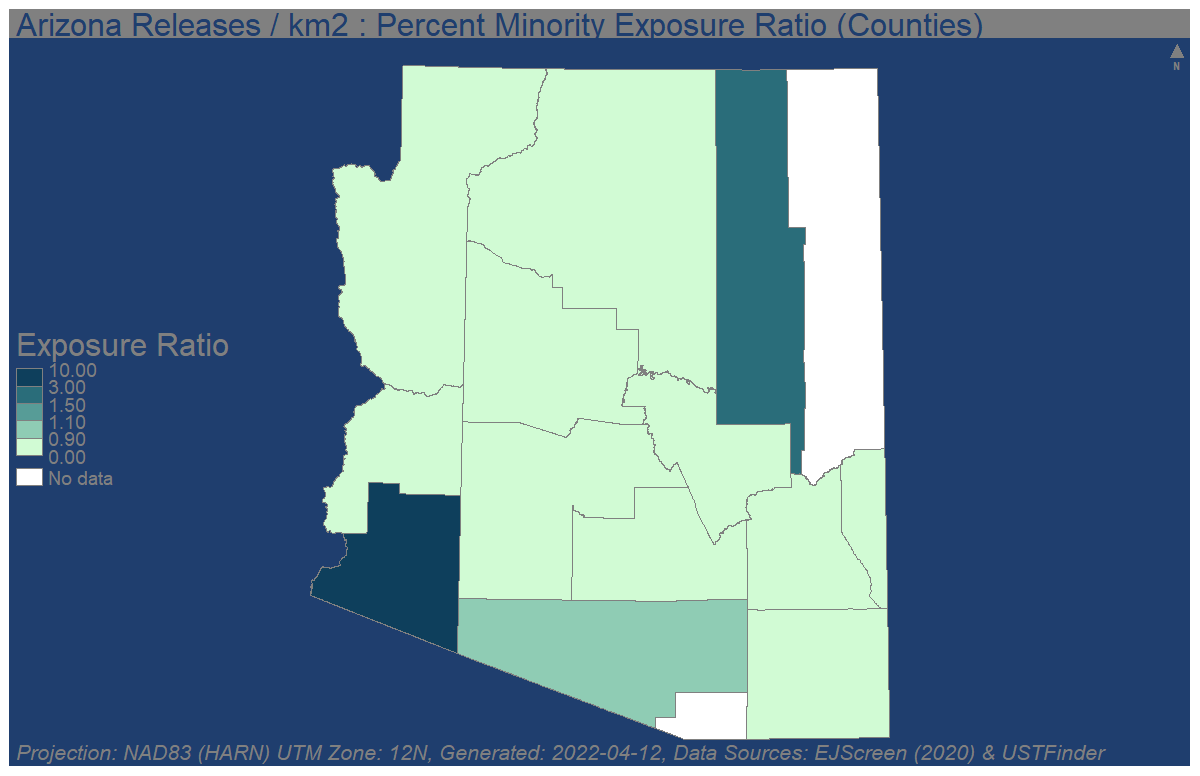 Arizona Releases / km2 : Percent Minority Exposure Ratio (Counties)
N
Exposure Ratio
10.00
3.00
1.50
1.10
0.90
0.00
No data
Projection: NAD83 (HARN) UTM Zone: 12N, Generated: 2022-04-12, Data Sources: EJScreen (2020) & USTFinder